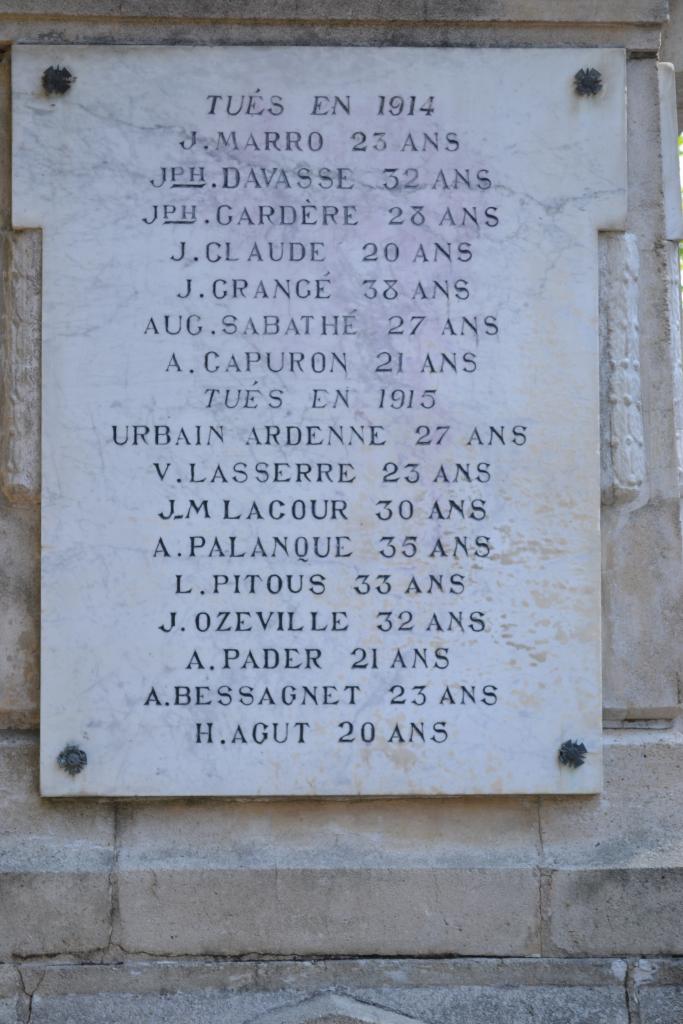 TUÉS EN 1914
J. MARRO 23 ANS
JPH. DAVASSE 32 ANS
JPH. GARDÈRE 28 ANS
J. CLAUDE 20 ANS
J. GRANGÉ 38 ANS
AUG. SABATHÉ 27 ANS
A. CAPURON 21 ANS
TUÉS EN 1915
URBAIN ARDENNE 27 ANS
V. LASSERRE 23 ANS
J-M LACOUR 30 ANS
A. PALANQUE 35 ANS
L. PITOUS 33 ANS
J. OZEVILLE 32 ANS
A. PADER 21 ANS
A. BESSAGNET 23 ANS
H. AGUT 20 ANS